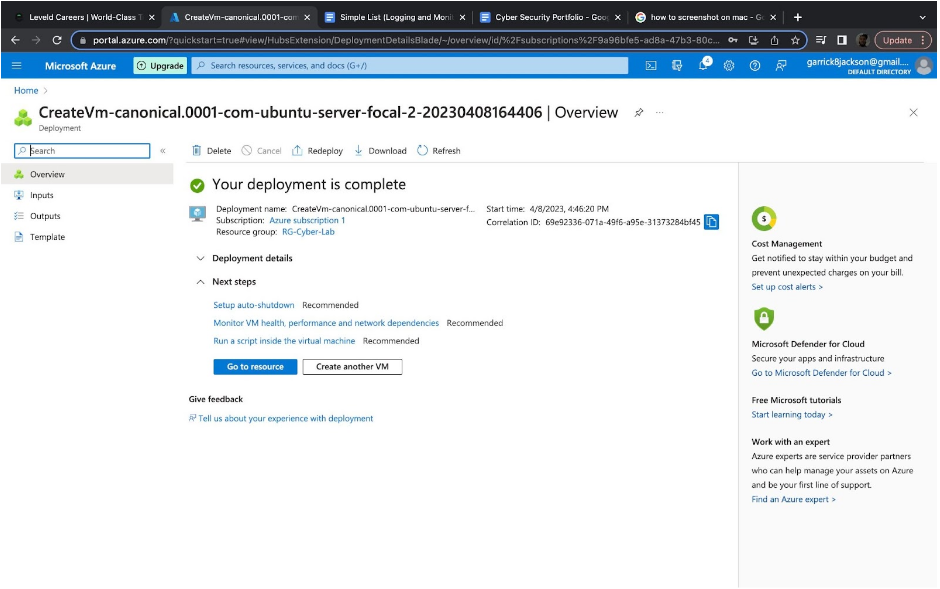 Leveld Careers | World-Class T
CreateVm-canonical.0001-com
Simple List (Logging and Moni
Cyber Security Portfolio - Goo
how to screenshot on mac - G
portal.azure.com/?quickstart=true#view/HubsExtension/DeploymentDetailsBlade/~/overview/id/%2Fsubscriptions%2F9a96bfe5-ad8a-47b3-80c...
Update
Microsoft Azure
Upgrade
Search resources, services, and docs (G+/)
4
garrick8jackson@gmail....
DEFAULT DIRECTORY
Home >
CreateVm-canonical.0001-com-ubuntu-server-focal-2-20230408164406 | Overview
Deployment
Search
«
Delete
Cancel
Redeploy
Download
Refresh
Overview
Inputs
Outputs
Template
Your deployment is complete
Deployment name: CreateVm-canonical.0001-com-ubuntu-server-f...
Subscription: Azure subscription 1
Resource group: RG-Cyber-Lab
Start time: 4/8/2023, 4:46:20 PM
Correlation ID: 69e92336-071a-49f6-a95e-31373284bf45
Deployment details
Next steps
Setup auto-shutdown Recommended
Monitor VM health, performance and network dependencies Recommended
Run a script inside the virtual machine Recommended
Go to resource
Create another VM
Give feedback
Tell us about your experience with deployment
$
Cost Management
Get notified to stay within your budget and
prevent unexpected charges on your bill.
Set up cost alerts >
Microsoft Defender for Cloud
Secure your apps and infrastructure
Go to Microsoft Defender for Cloud >
Free Microsoft tutorials
Start learning today >
Work with an expert
Azure experts are service provider partners
who can help manage your assets on Azure
and be your first line of support.
Find an Azure expert >